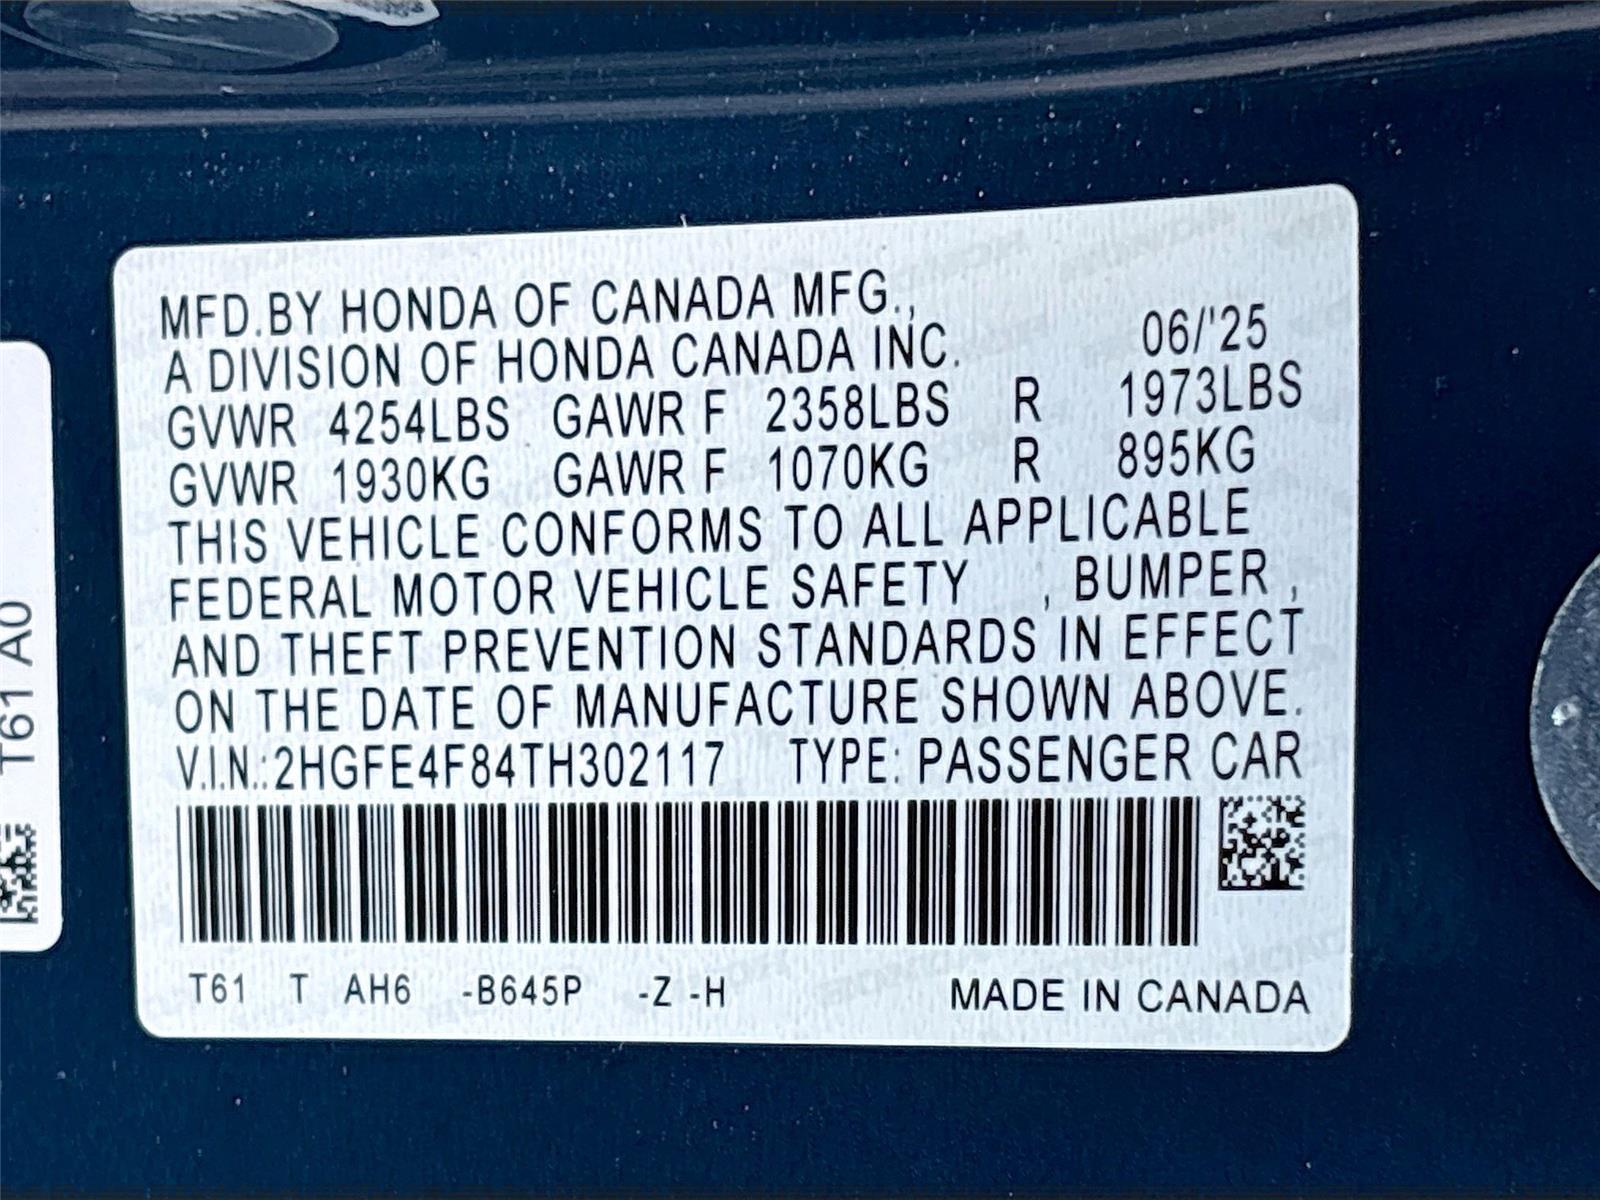 MFD.BY HONDA OF CANADA MFG.,
A DIVISION OF HONDA CANADA INC. 06/'25
GVWR 4254LBS GAWR F 2358LBS R 1973LBS
GVWR 1930KG GAWR F 1070KG R 895KG
THIS VEHICLE CONFORMS TO ALL APPLICABLE
FEDERAL MOTOR VEHICLE SAFETY , BUMPER ,
AND THEFT PREVENTION STANDARDS IN EFFECT
ON THE DATE OF MANUFACTURE SHOWN ABOVE.
V.I.N.:2HGFE4F84TH302117 TYPE: PASSENGER CAR
T61 T AH6 -B645P -Z -H MADE IN CANADA
T61 A0